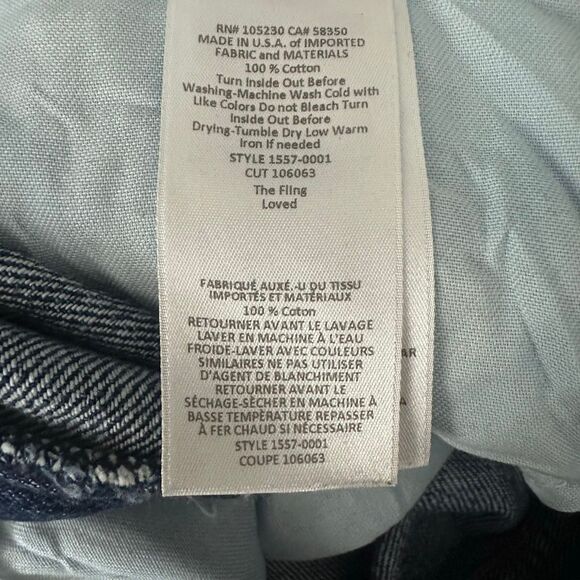 RN# 105230 CA# 58350
MADE IN U.S.A. of IMPORTED
FABRIC and MATERIALS
100 % Cotton
Turn Inside Out Before
Washing-Machine Wash Cold with
Like Colors Do not Bleach Turn
Inside Out Before
Drying-Tumble Dry Low Warm
Iron If needed
STYLE 1557-0001
CUT 106063
The Fling
Loved
FABRIQUÉ AUXÉ.-U DU TISSU
IMPORTÉS ET MATÉRIAUX
100 % Coton
RETOURNER AVANT LE LAVAGE
LAVER EN MACHINE À L'EAU
FROIDE-LAVER AVEC COULEURS
SIMILAIRES NE PAS UTILISER
D'AGENT DE BLANCHIMENT
RETOURNER AVANT LE
SÉCHAGE-SÉCHER EN MACHINE À
BASSE TEMPÉRATURE REPASSER
À FER CHAUD SI NÉCESSAIRE
STYLE 1557-0001
COUPE 106063
AR
A